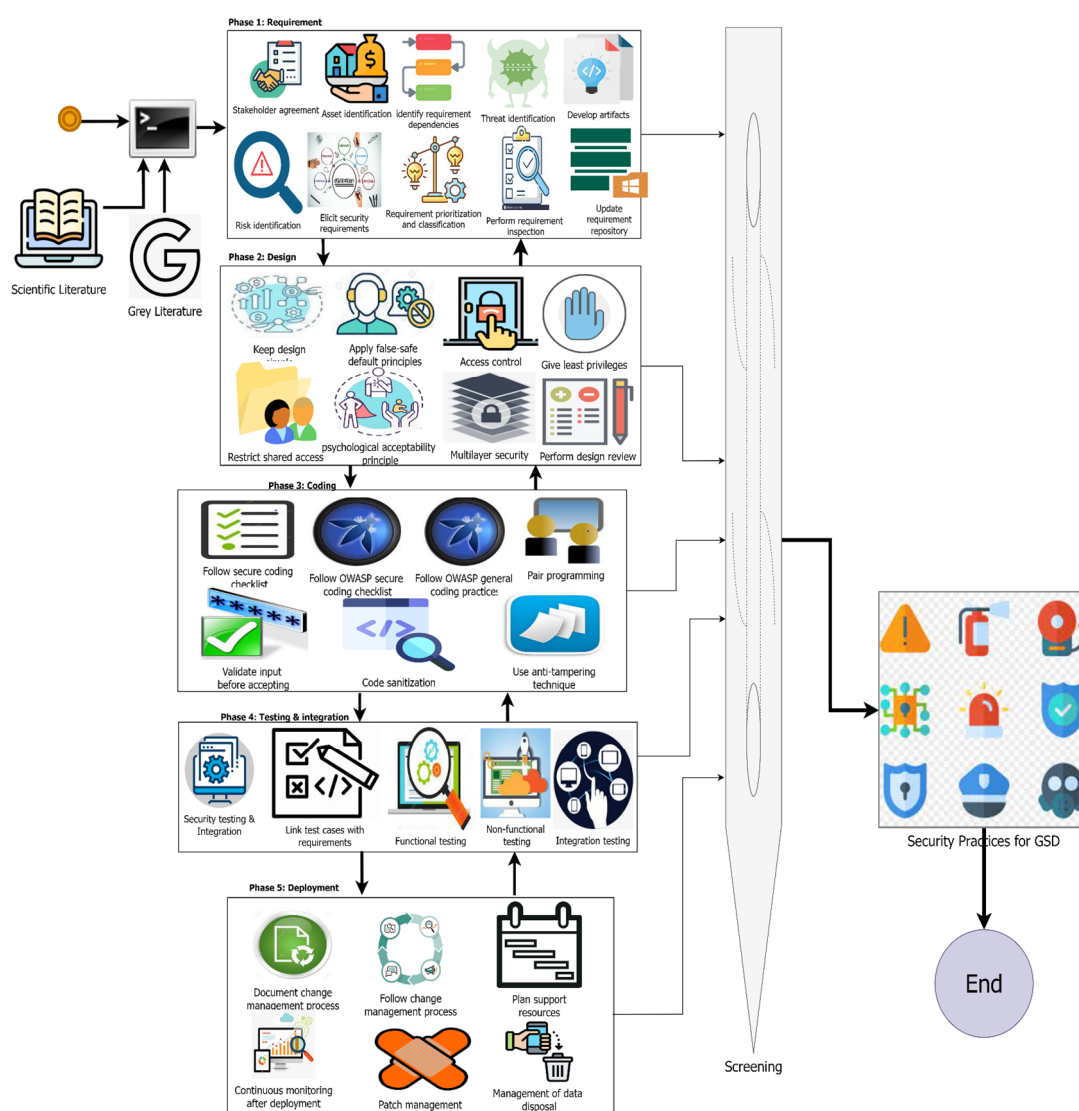 Phase 1: Requirement
Stakeholder agreement
Asset identification
identify requirement
dependencies
Threat identification
Develop artifacts
Risk identification
Elicit security
requirements
Requirement prioritization
and classification
Perform requirement
inspection
Update
requirement
repository
Scientific Literature
Grey Literature
Phase 2: Design
Keep design
Apply false-safe
default principles
Access control
Give least privileges
Restrict shared access
psychological acceptability
principle
Multilayer security
Perform design review
Phase 3: Coding
Follow secure coding
checklist
Follow OWASP secure
coding checklist
Follow OWASP general
coding practices
Pair programming
Validate input
before accepting
Code sanitization
Use anti-tampering
technique
Phase 4: Testing & integration
Security testing &
Integration
Link test cases with
requirements
Functional testing
Non-functional
testing
Integration testing
Phase 5: Deployment
Document change
management process
Follow change
management process
Plan support
resources
Continuous monitoring
after deployment
Patch management
Management of data
disposal
Screening
Security Practices for GSD
End